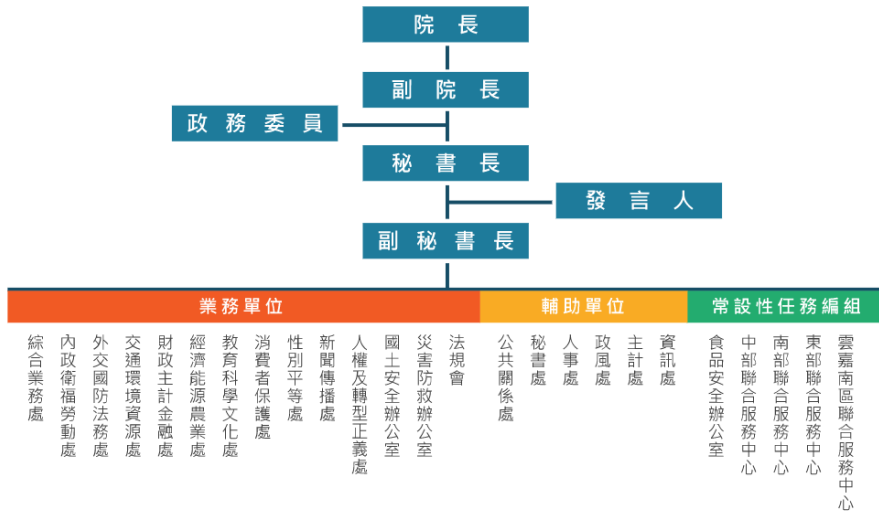 院長
副院長
政務委員
秘書長
發言人
副秘書長
業務單位
輔助單位
常設性任務編組
綜合業務處
內政衛福勞動處
外交國防法務處
交通環境資源處
財政主計金融處
經濟能源農業處
教育科學文化處
消費者保護處
性別平等處
新聞傳播處
人權及轉型正義處
國土安全辦公室
災害防救辦公室
法規會
公共關係處
秘書處
人事處
政風處
主計處
資訊處
食品安全辦公室
中部聯合服務中心
南部聯合服務中心
東部聯合服務中心
雲嘉南區聯合服務中心